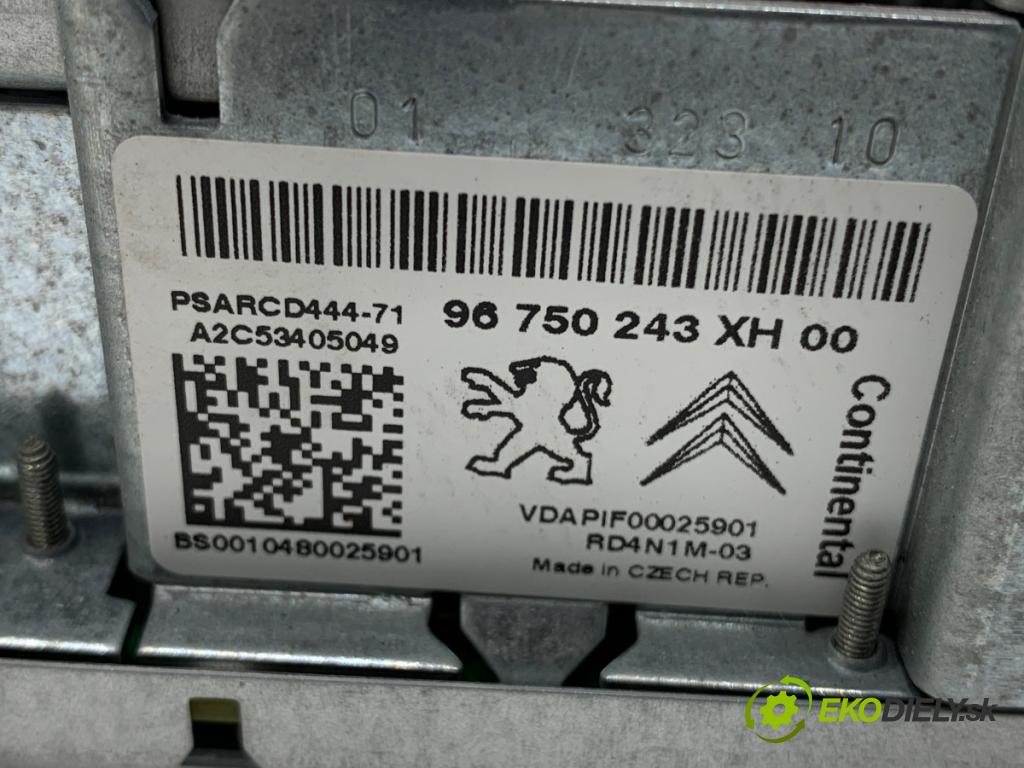 01 323 10
PSARCD444-71
A2C53405049
96 750 243 XH 00
Continental
VDAPIF00025901
RD4N1M-03
Made in CZECH REP.
BS0010480025901
EKODIELY.sk